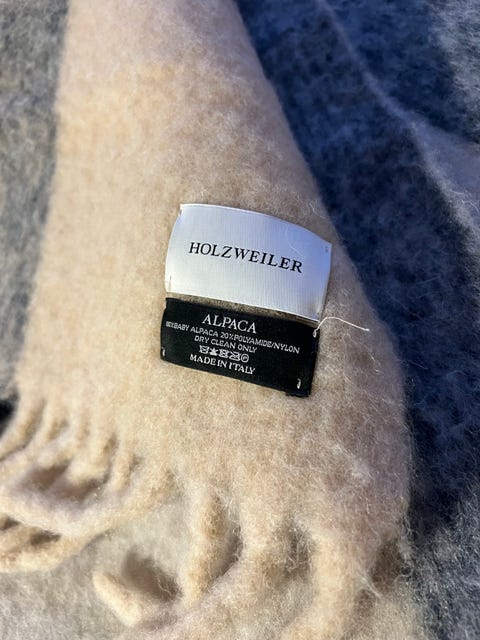 HOLZWEILER
ALPACA
80%BABY ALPACA 20%POLYAMIDE/NYLON
DRY CLEAN ONLY
MADE IN ITALY